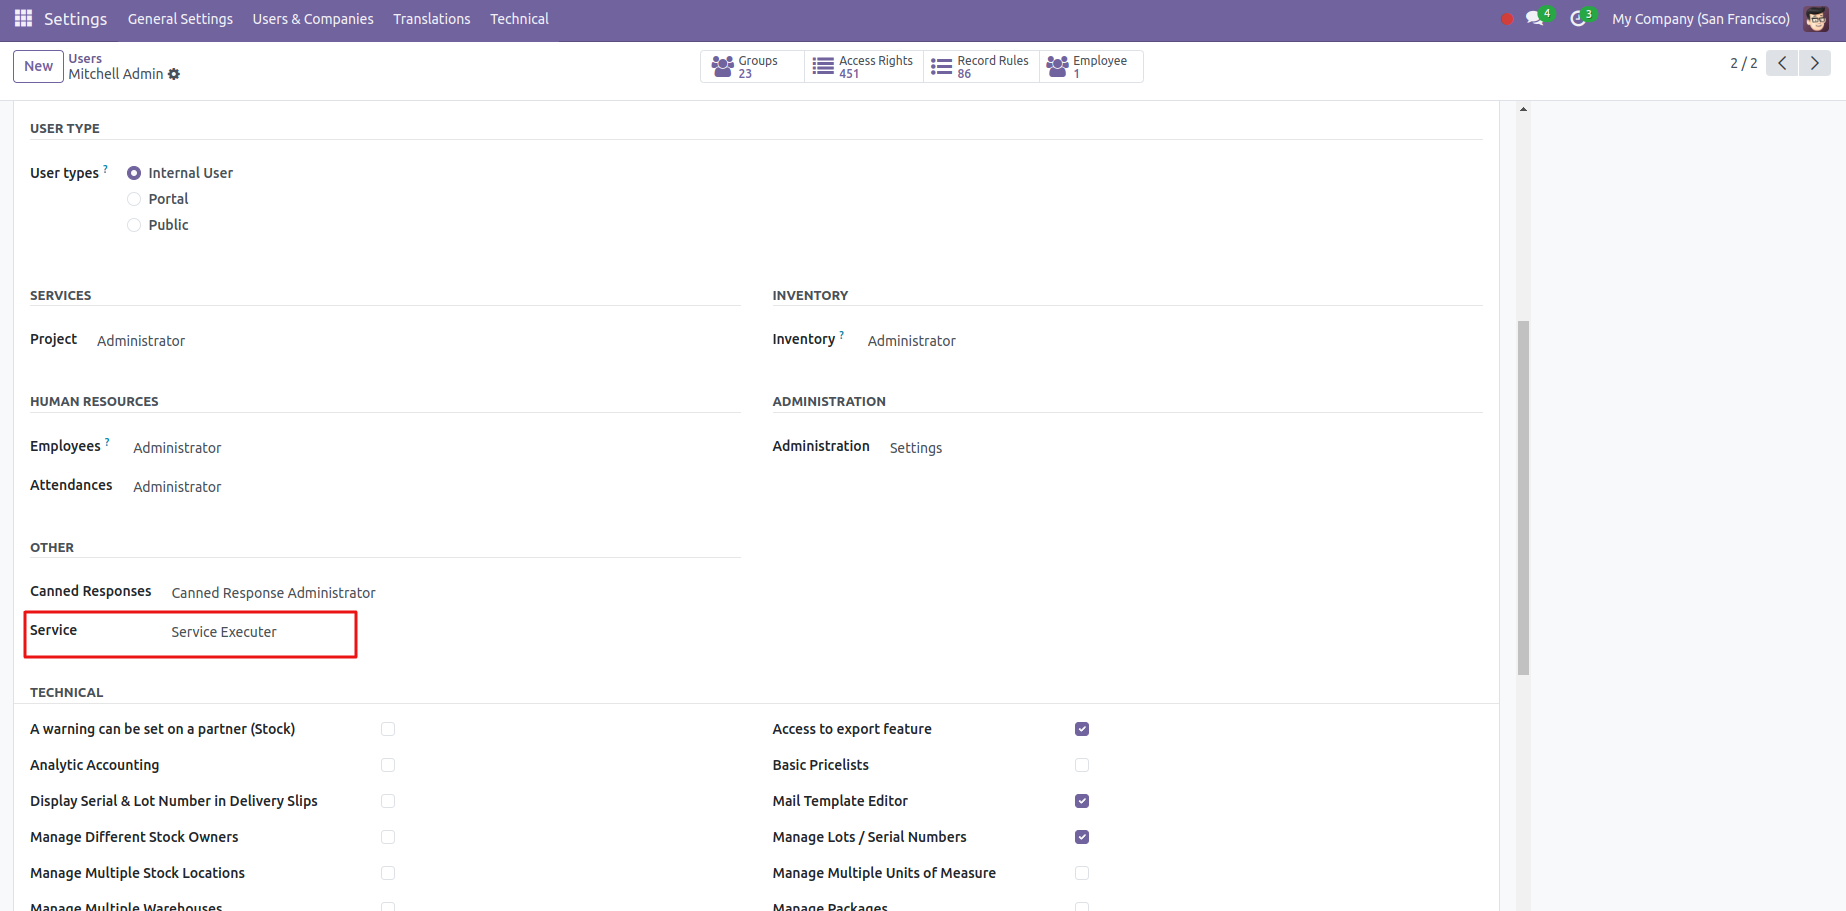 Settings General Settings Users & Companies Translations Technical 4 3 My Company (San Francisco)
New Users
Mitchell Admin
Groups 23 Access Rights 451 Record Rules 86 Employee 1
2 / 2
USER TYPE
User types ? Internal User
Portal
Public
SERVICES
Project Administrator
INVENTORY
Inventory ? Administrator
HUMAN RESOURCES
Employees ? Administrator
Attendances Administrator
ADMINISTRATION
Administration Settings
OTHER
Canned Responses Canned Response Administrator
Service Service Executer
TECHNICAL
A warning can be set on a partner (Stock)
Access to export feature
Analytic Accounting
Basic Pricelists
Display Serial & Lot Number in Delivery Slips
Mail Template Editor
Manage Different Stock Owners
Manage Lots / Serial Numbers
Manage Multiple Stock Locations
Manage Multiple Units of Measure
Manage Multiple Warehouses
Manage Packages